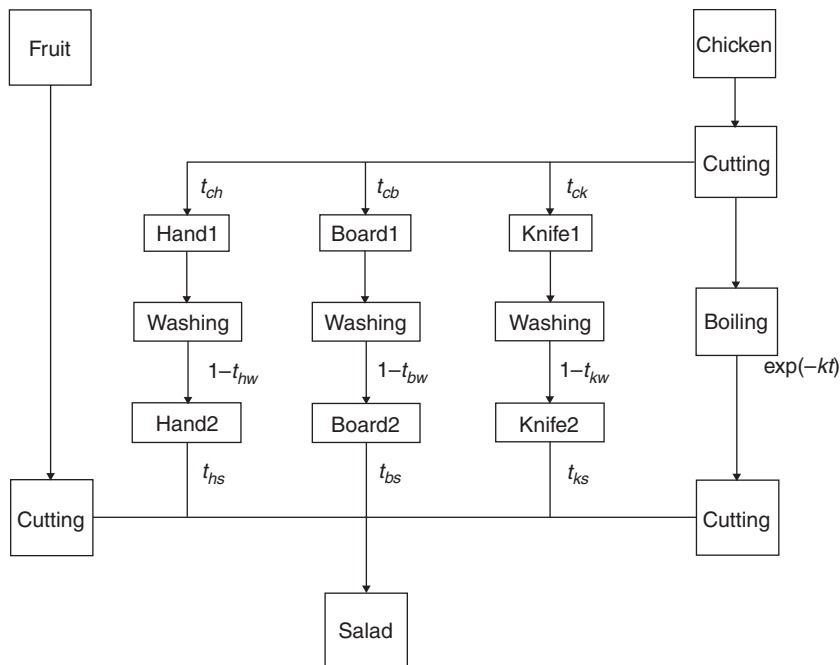 Fruit
Chicken
Cutting
t_ch
t_cb
t_ck
Hand1
Board1
Knife1
Washing
Washing
Washing
Boiling
1–t_hw
1–t_bw
1–t_kw
exp(–kt)
Hand2
Board2
Knife2
t_hs
t_bs
t_ks
Cutting
Cutting
Salad